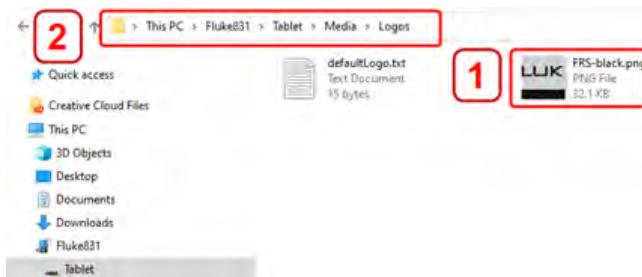 2
This PC > Fluke831 > Tablet > Media > Logos
Quick access
Creative Cloud Files
This PC
3D Objects
Desktop
Documents
Downloads
Fluke831
Tablet
defaultLogo.txt
Text Document
15 bytes
1
LUK
FRS-black.png
PNG File
32.1 KB